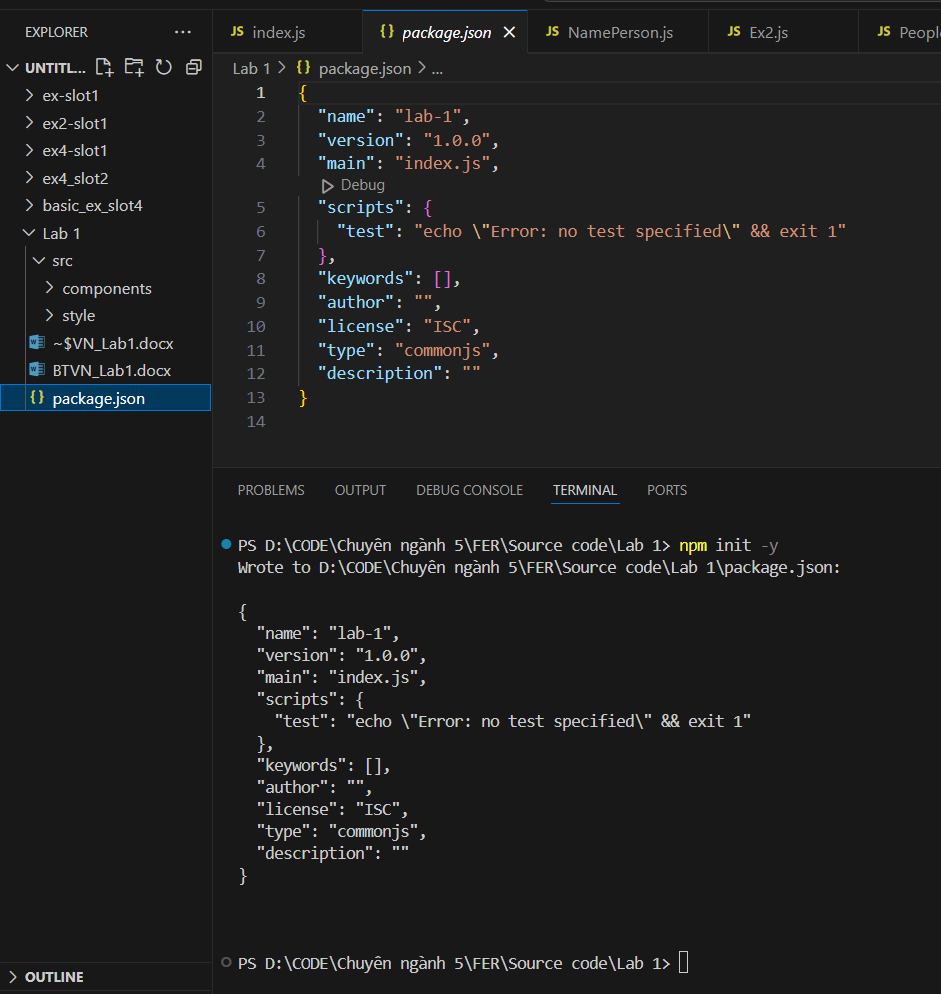 EXPLORER ...
UNTITL...
ex-slot1
ex2-slot1
ex4-slot1
ex4_slot2
basic_ex_slot4
Lab 1
src
components
style
~$VN_Lab1.docx
BTVN_Lab1.docx
{} package.json
OUTLINE
JS index.js
{} package.json
JS NamePerson.js
JS Ex2.js
JS Peopl
Lab 1 > {} package.json > ...
1 {
2 "name": "lab-1",
3 "version": "1.0.0",
4 "main": "index.js",
Debug
5 "scripts": {
6 "test": "echo \"Error: no test specified\" && exit 1"
7 },
8 "keywords": [],
9 "author": "",
10 "license": "ISC",
11 "type": "commonjs",
12 "description": ""
13 }
14
PROBLEMS OUTPUT DEBUG CONSOLE TERMINAL PORTS
PS D:\CODE\Chuyên ngành 5\FER\Source code\Lab 1> npm init -y
Wrote to D:\CODE\Chuyên ngành 5\FER\Source code\Lab 1\package.json:
{
"name": "lab-1",
"version": "1.0.0",
"main": "index.js",
"scripts": {
"test": "echo \"Error: no test specified\" && exit 1"
},
"keywords": [],
"author": "",
"license": "ISC",
"type": "commonjs",
"description": ""
}
PS D:\CODE\Chuyên ngành 5\FER\Source code\Lab 1>